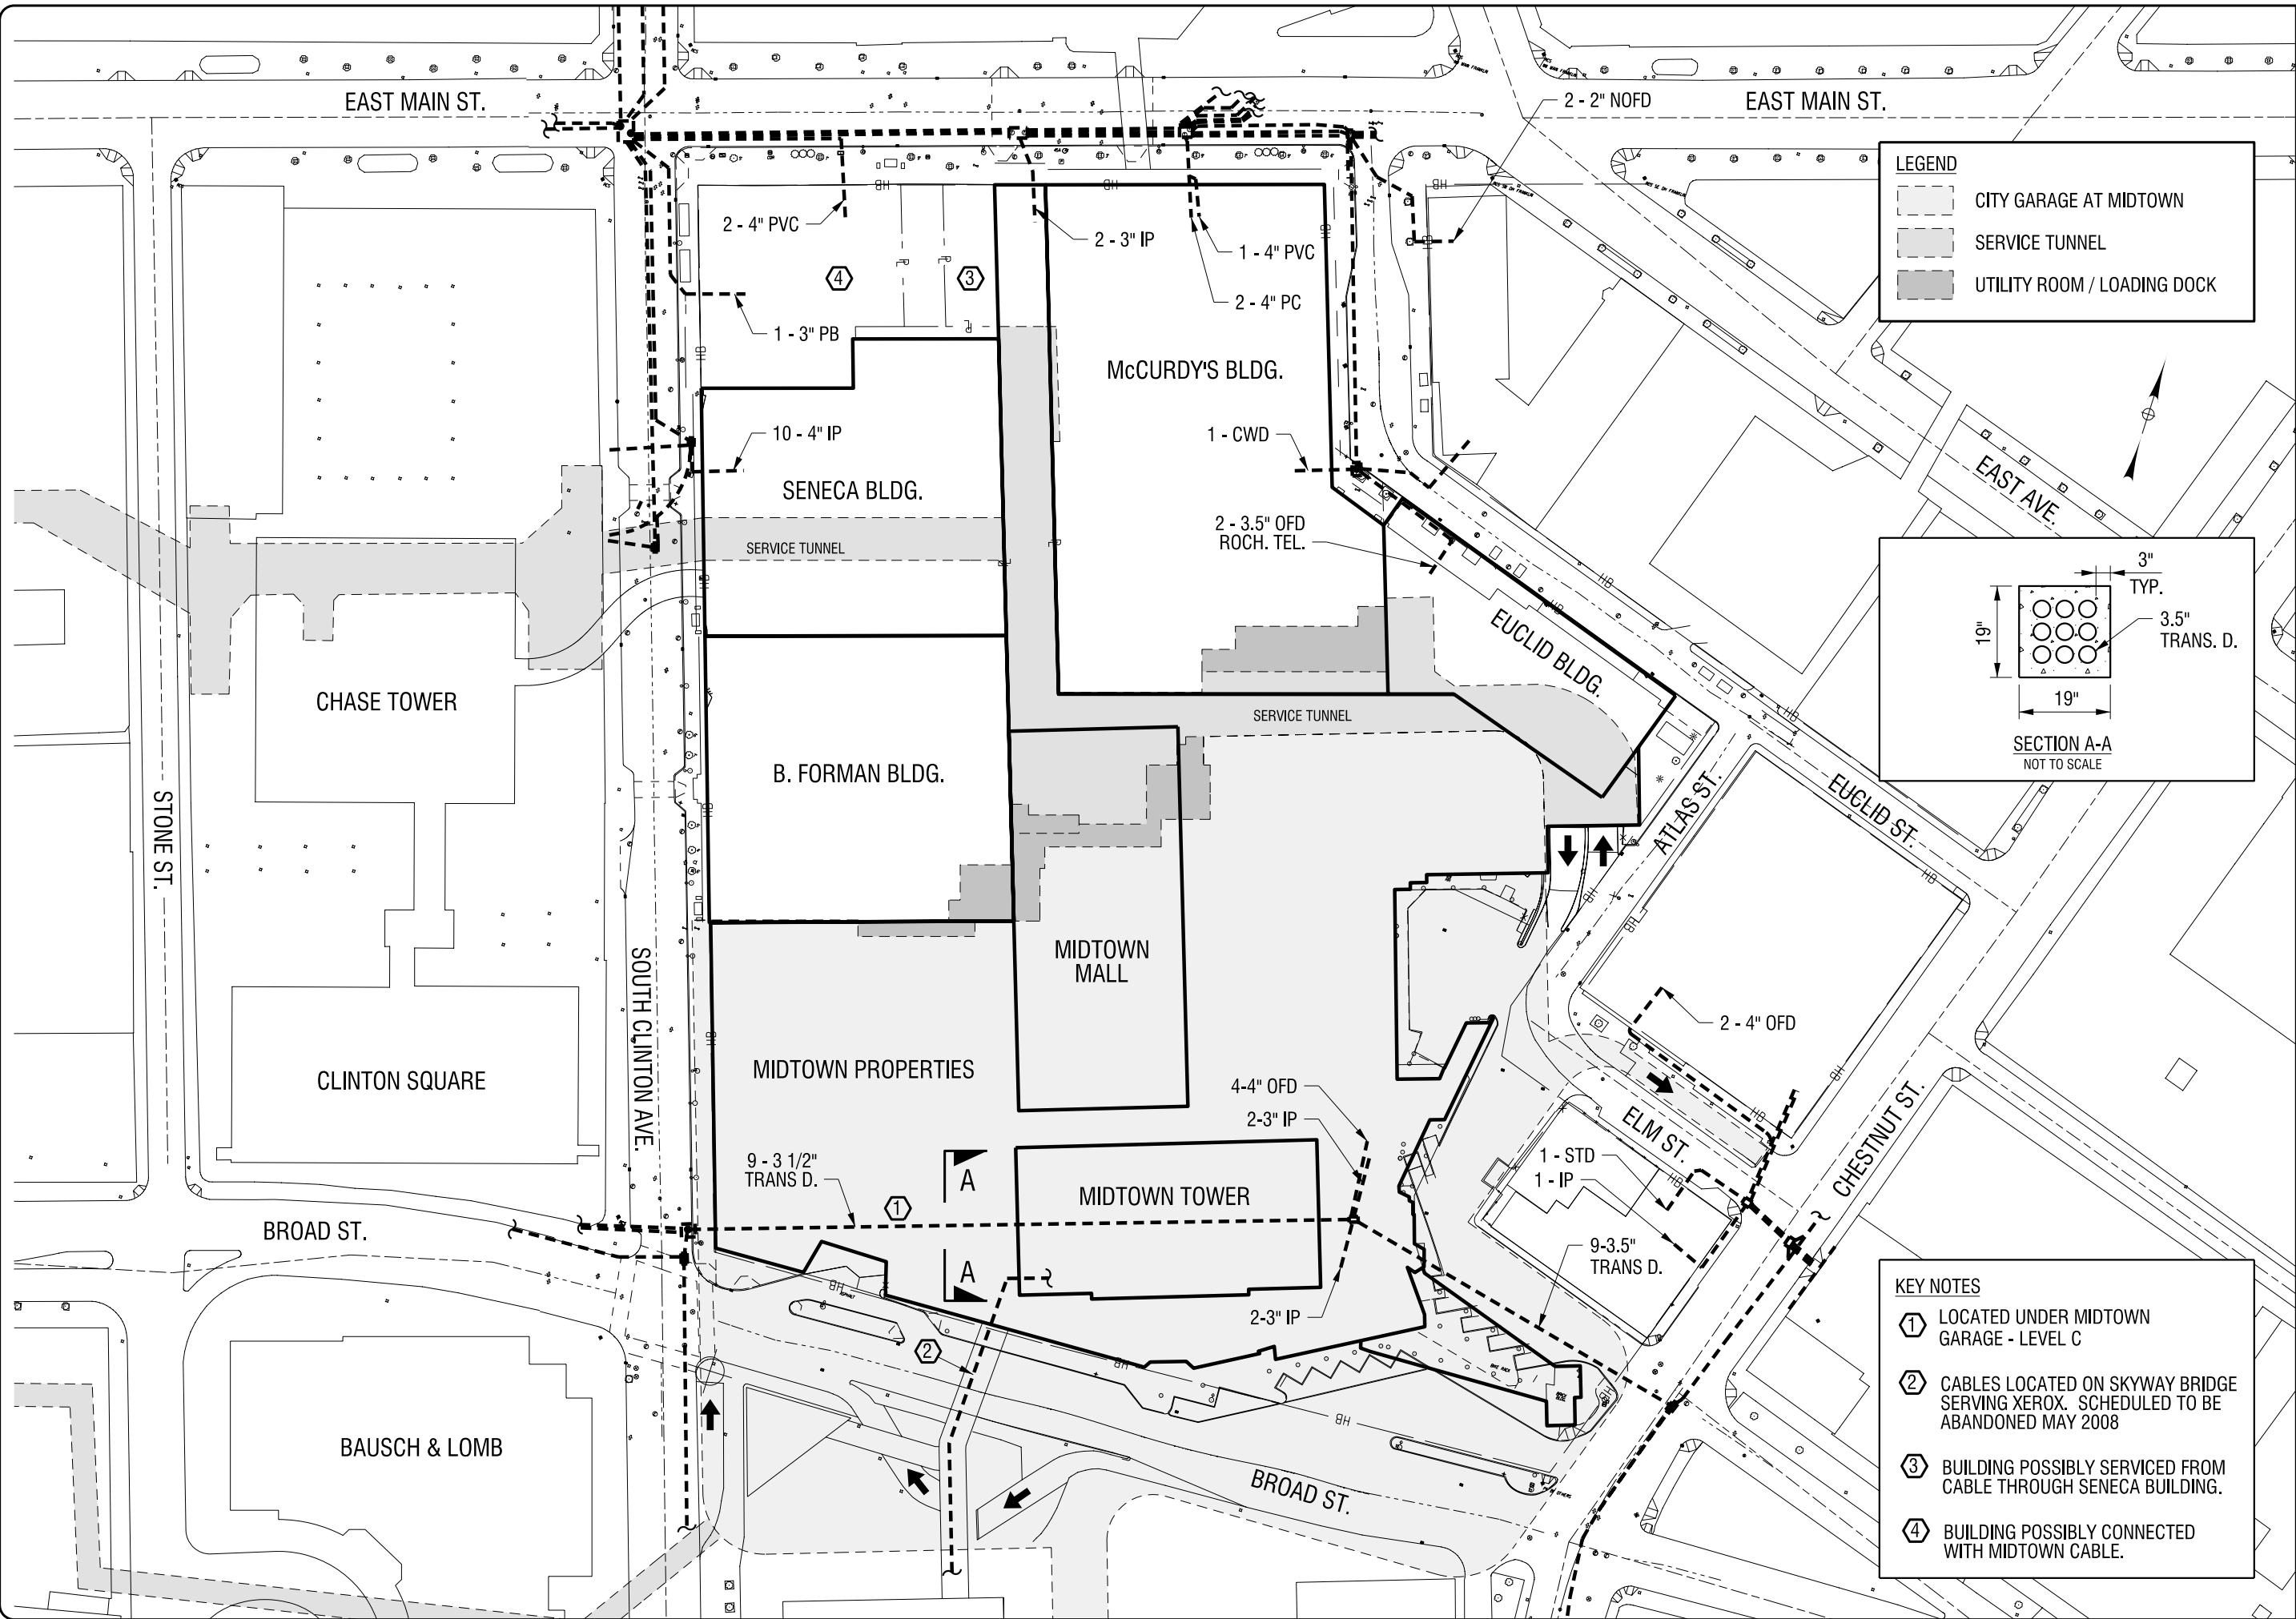 EAST MAIN ST.
EAST MAIN ST.
2 - 2" NOFD
LEGEND
CITY GARAGE AT MIDTOWN
SERVICE TUNNEL
UTILITY ROOM / LOADING DOCK
2 - 4" PVC
2 - 3" IP
1 - 4" PVC
2 - 4" PC
4
3
1 - 3" PB
McCURDY'S BLDG.
10 - 4" IP
1 - CWD
SENECA BLDG.
EAST AVE.
2 - 3.5" OFD
ROCH. TEL.
SERVICE TUNNEL
3"
TYP.
19"
3.5"
TRANS. D.
19"
SECTION A-A
NOT TO SCALE
EUCLID BLDG.
CHASE TOWER
SERVICE TUNNEL
B. FORMAN BLDG.
STONE ST.
ATLAS ST.
EUCLID ST.
MIDTOWN
MALL
SOUTH CLINTON AVE.
2 - 4" OFD
MIDTOWN PROPERTIES
CLINTON SQUARE
4-4" OFD
2-3" IP
ELM ST.
CHESTNUT ST.
9 - 3 1/2"
TRANS D.
1
A
MIDTOWN TOWER
1 - STD
1 - IP
BROAD ST.
A
9-3.5"
TRANS D.
2-3" IP
2
BAUSCH & LOMB
BROAD ST.
KEY NOTES
1 LOCATED UNDER MIDTOWN
GARAGE - LEVEL C
2 CABLES LOCATED ON SKYWAY BRIDGE
SERVING XEROX. SCHEDULED TO BE
ABANDONED MAY 2008
3 BUILDING POSSIBLY SERVICED FROM
CABLE THROUGH SENECA BUILDING.
4 BUILDING POSSIBLY CONNECTED
WITH MIDTOWN CABLE.